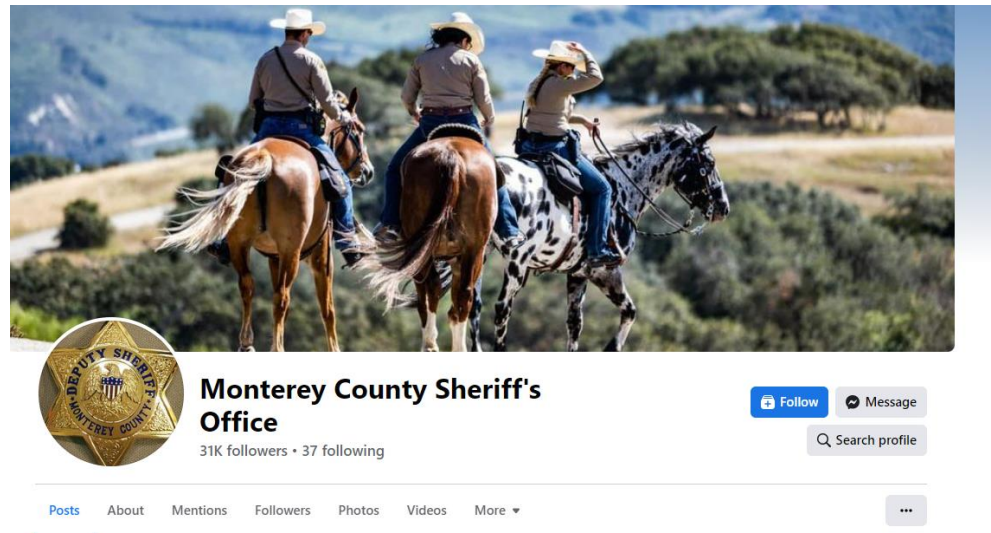 DEPUTY SHERIFF
MONTEREY COUNTY
Monterey County Sheriff's
Office
31K followers • 37 following
Follow
Message
Search profile
Posts
About
Mentions
Followers
Photos
Videos
More